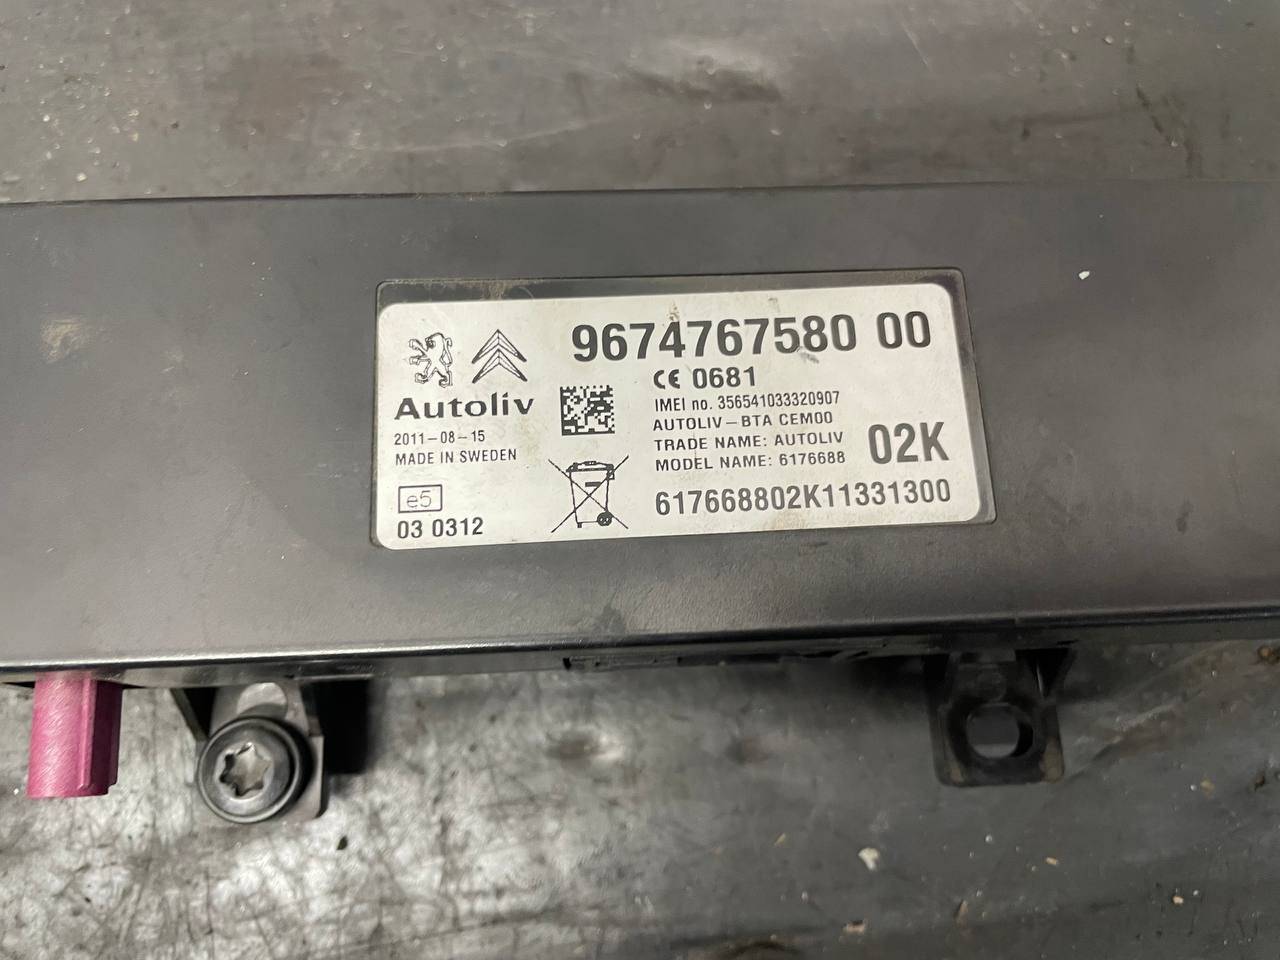 9674767580 00
CE 0681
Autoliv
IMEI no. 356541033320907
AUTOLIV-BTA CEM00
2011-08-15
TRADE NAME: AUTOLIV
02K
MADE IN SWEDEN
MODEL NAME: 6176688
e5
617668802K11331300
03 0312